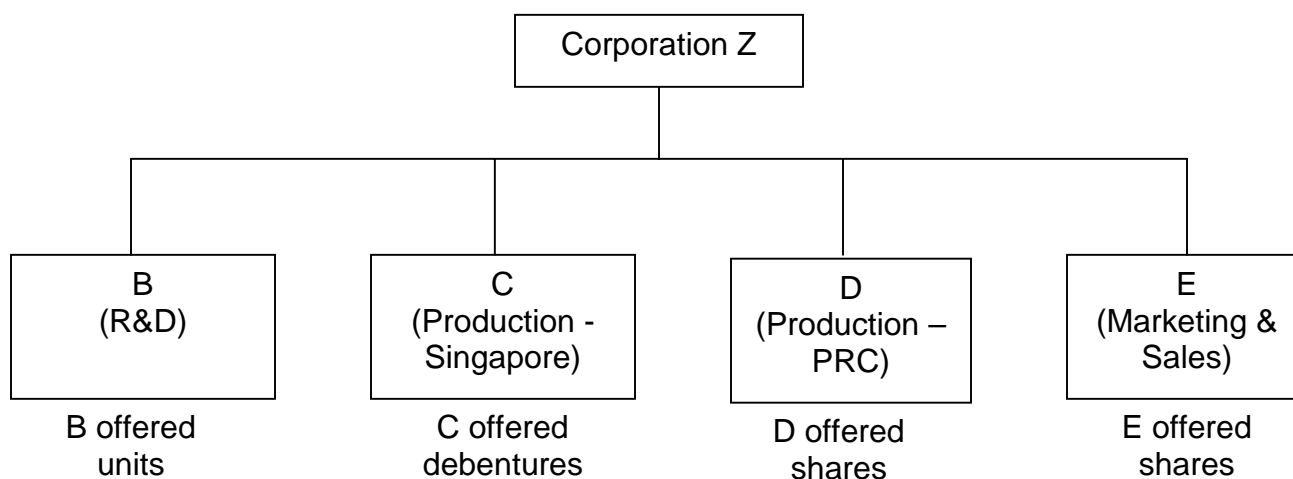 Corporation Z
B
(R&D)
C
(Production -
Singapore)
D
(Production –
PRC)
E
(Marketing &
Sales)
B offered
units
C offered
debentures
D offered
shares
E offered
shares